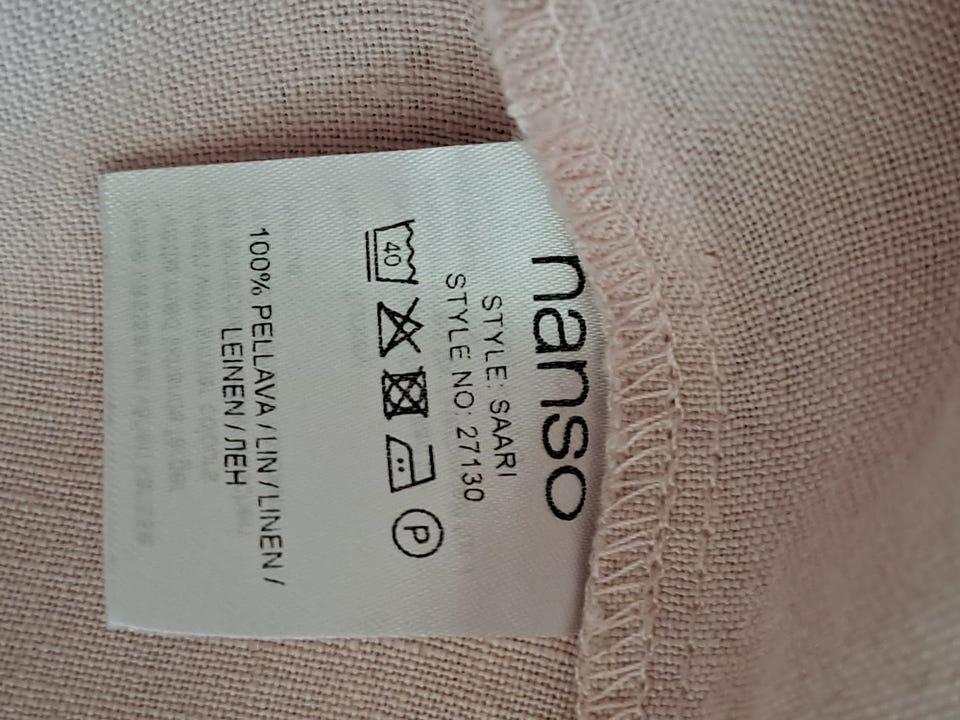 nanso
STYLE: SAARI
STYLE NO: 27130
40 P
100% PELLAVA / LIN / LINEN /
LEINEN / ЛЕН